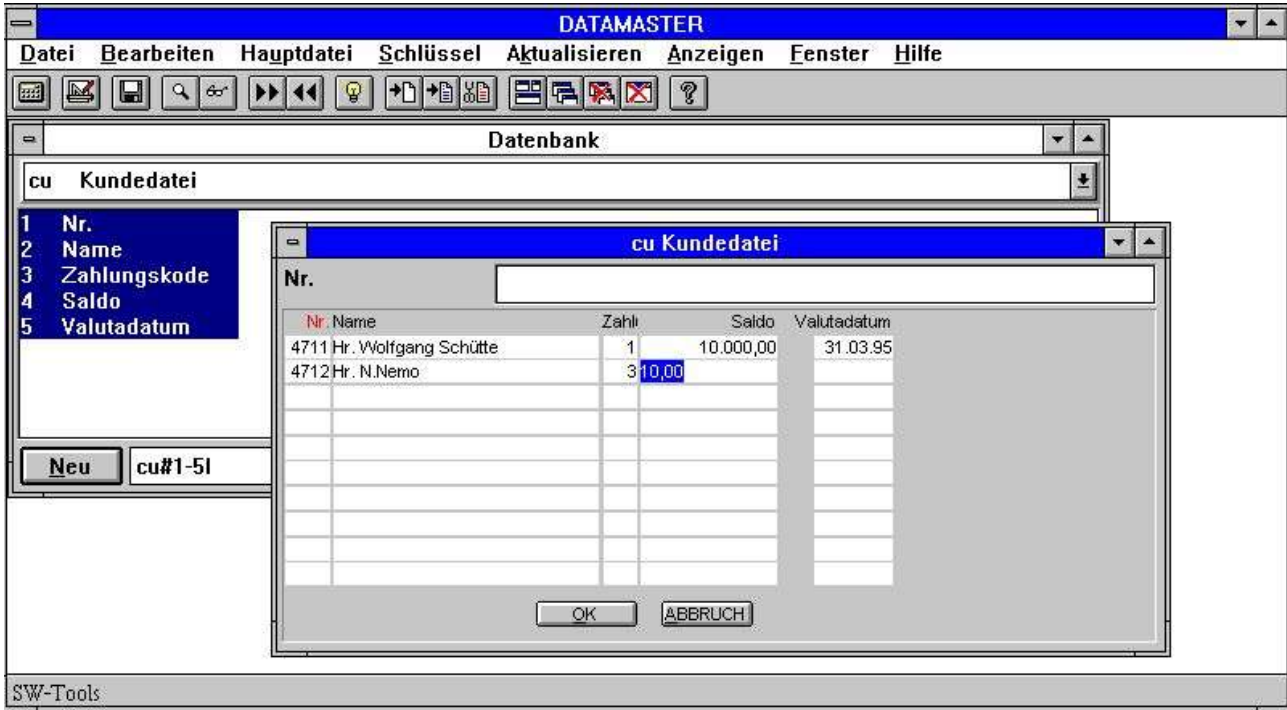 DATAMASTER
Datei Bearbeiten Hauptdatei Schlüssel Aktualisieren Anzeigen Fenster Hilfe
Datenbank
cu Kundedatei
1 Nr.
2 Name
3 Zahlungskode
4 Saldo
5 Valutadatum
Neu cu#1-5l
cu Kundedatei
Nr.
Nr. Name Zahlı Saldo Valutadatum
4711 Hr. Wolfgang Schütte 1 10.000,00 31.03.95
4712 Hr. N.Nemo 3 10,00
OK ABBRUCH
SW-Tools